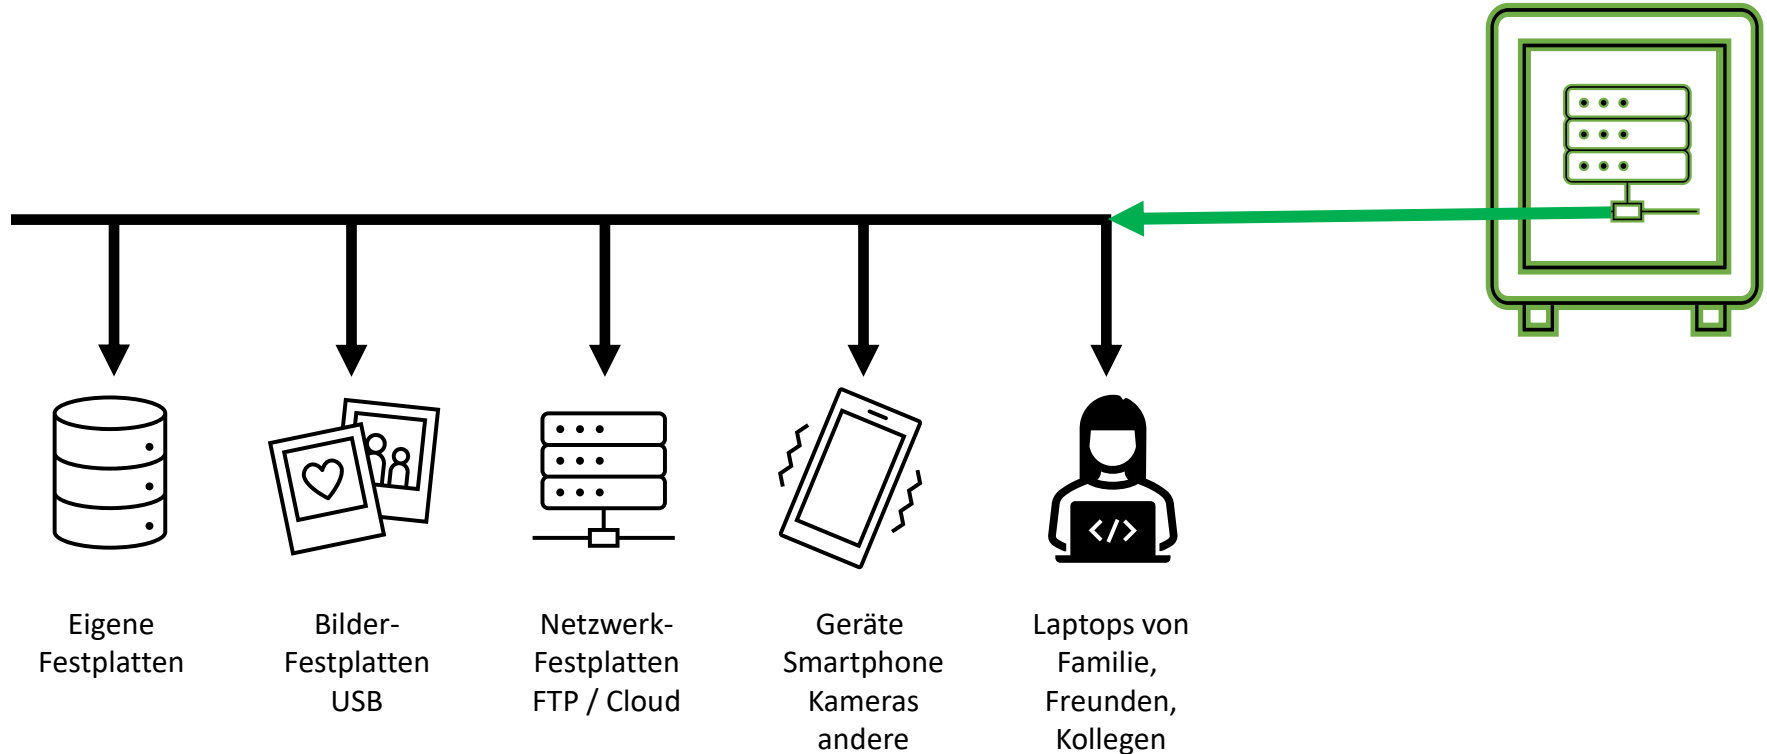 Eigene
Festplatten
Bilder-
Festplatten
USB
Netzwerk-
Festplatten
FTP / Cloud
Geräte
Smartphone
Kameras
andere
Laptops von
Familie,
Freunden,
Kollegen